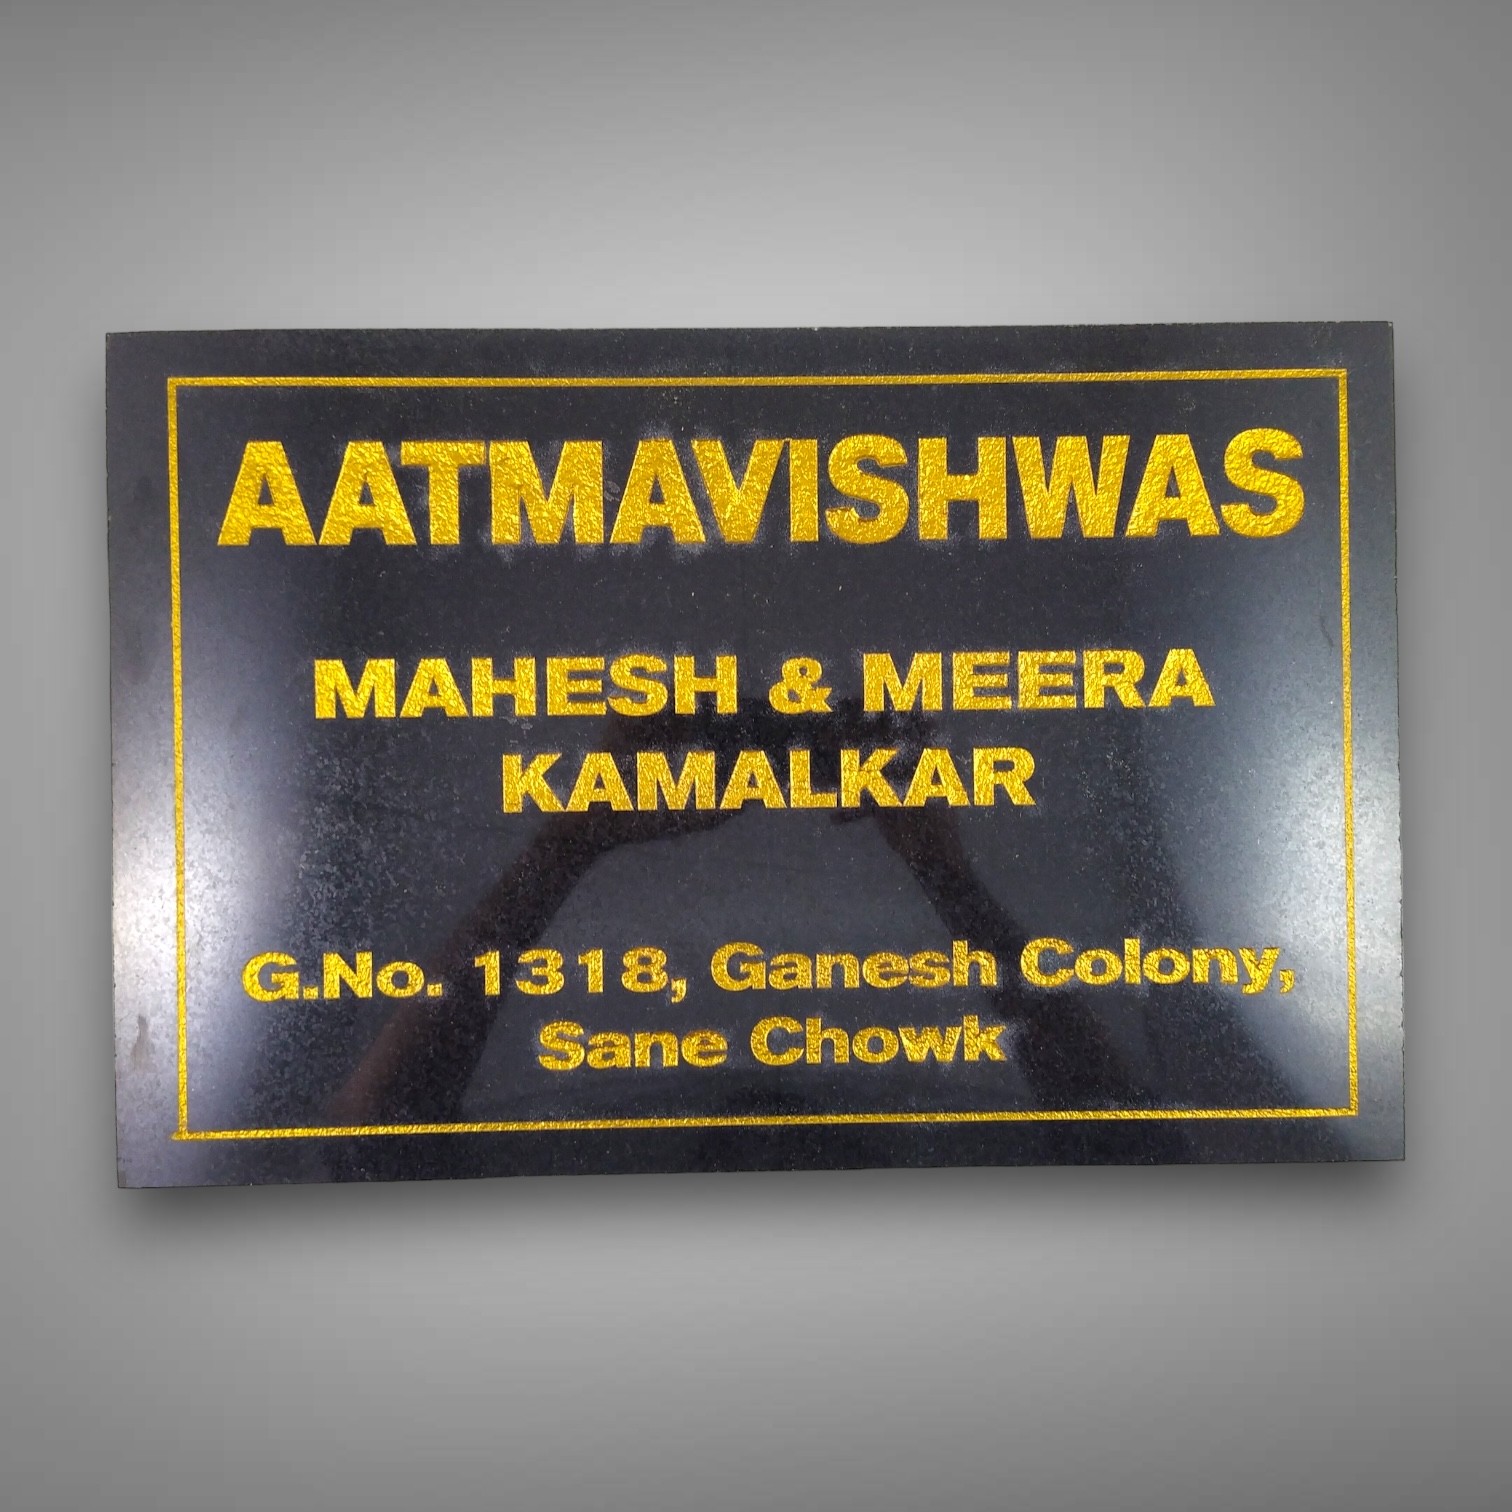 AATMAVISHWAS
MAHESH & MEERA
KAMALKAR
G.No. 1318, Ganesh Colony,
Sane Chowk